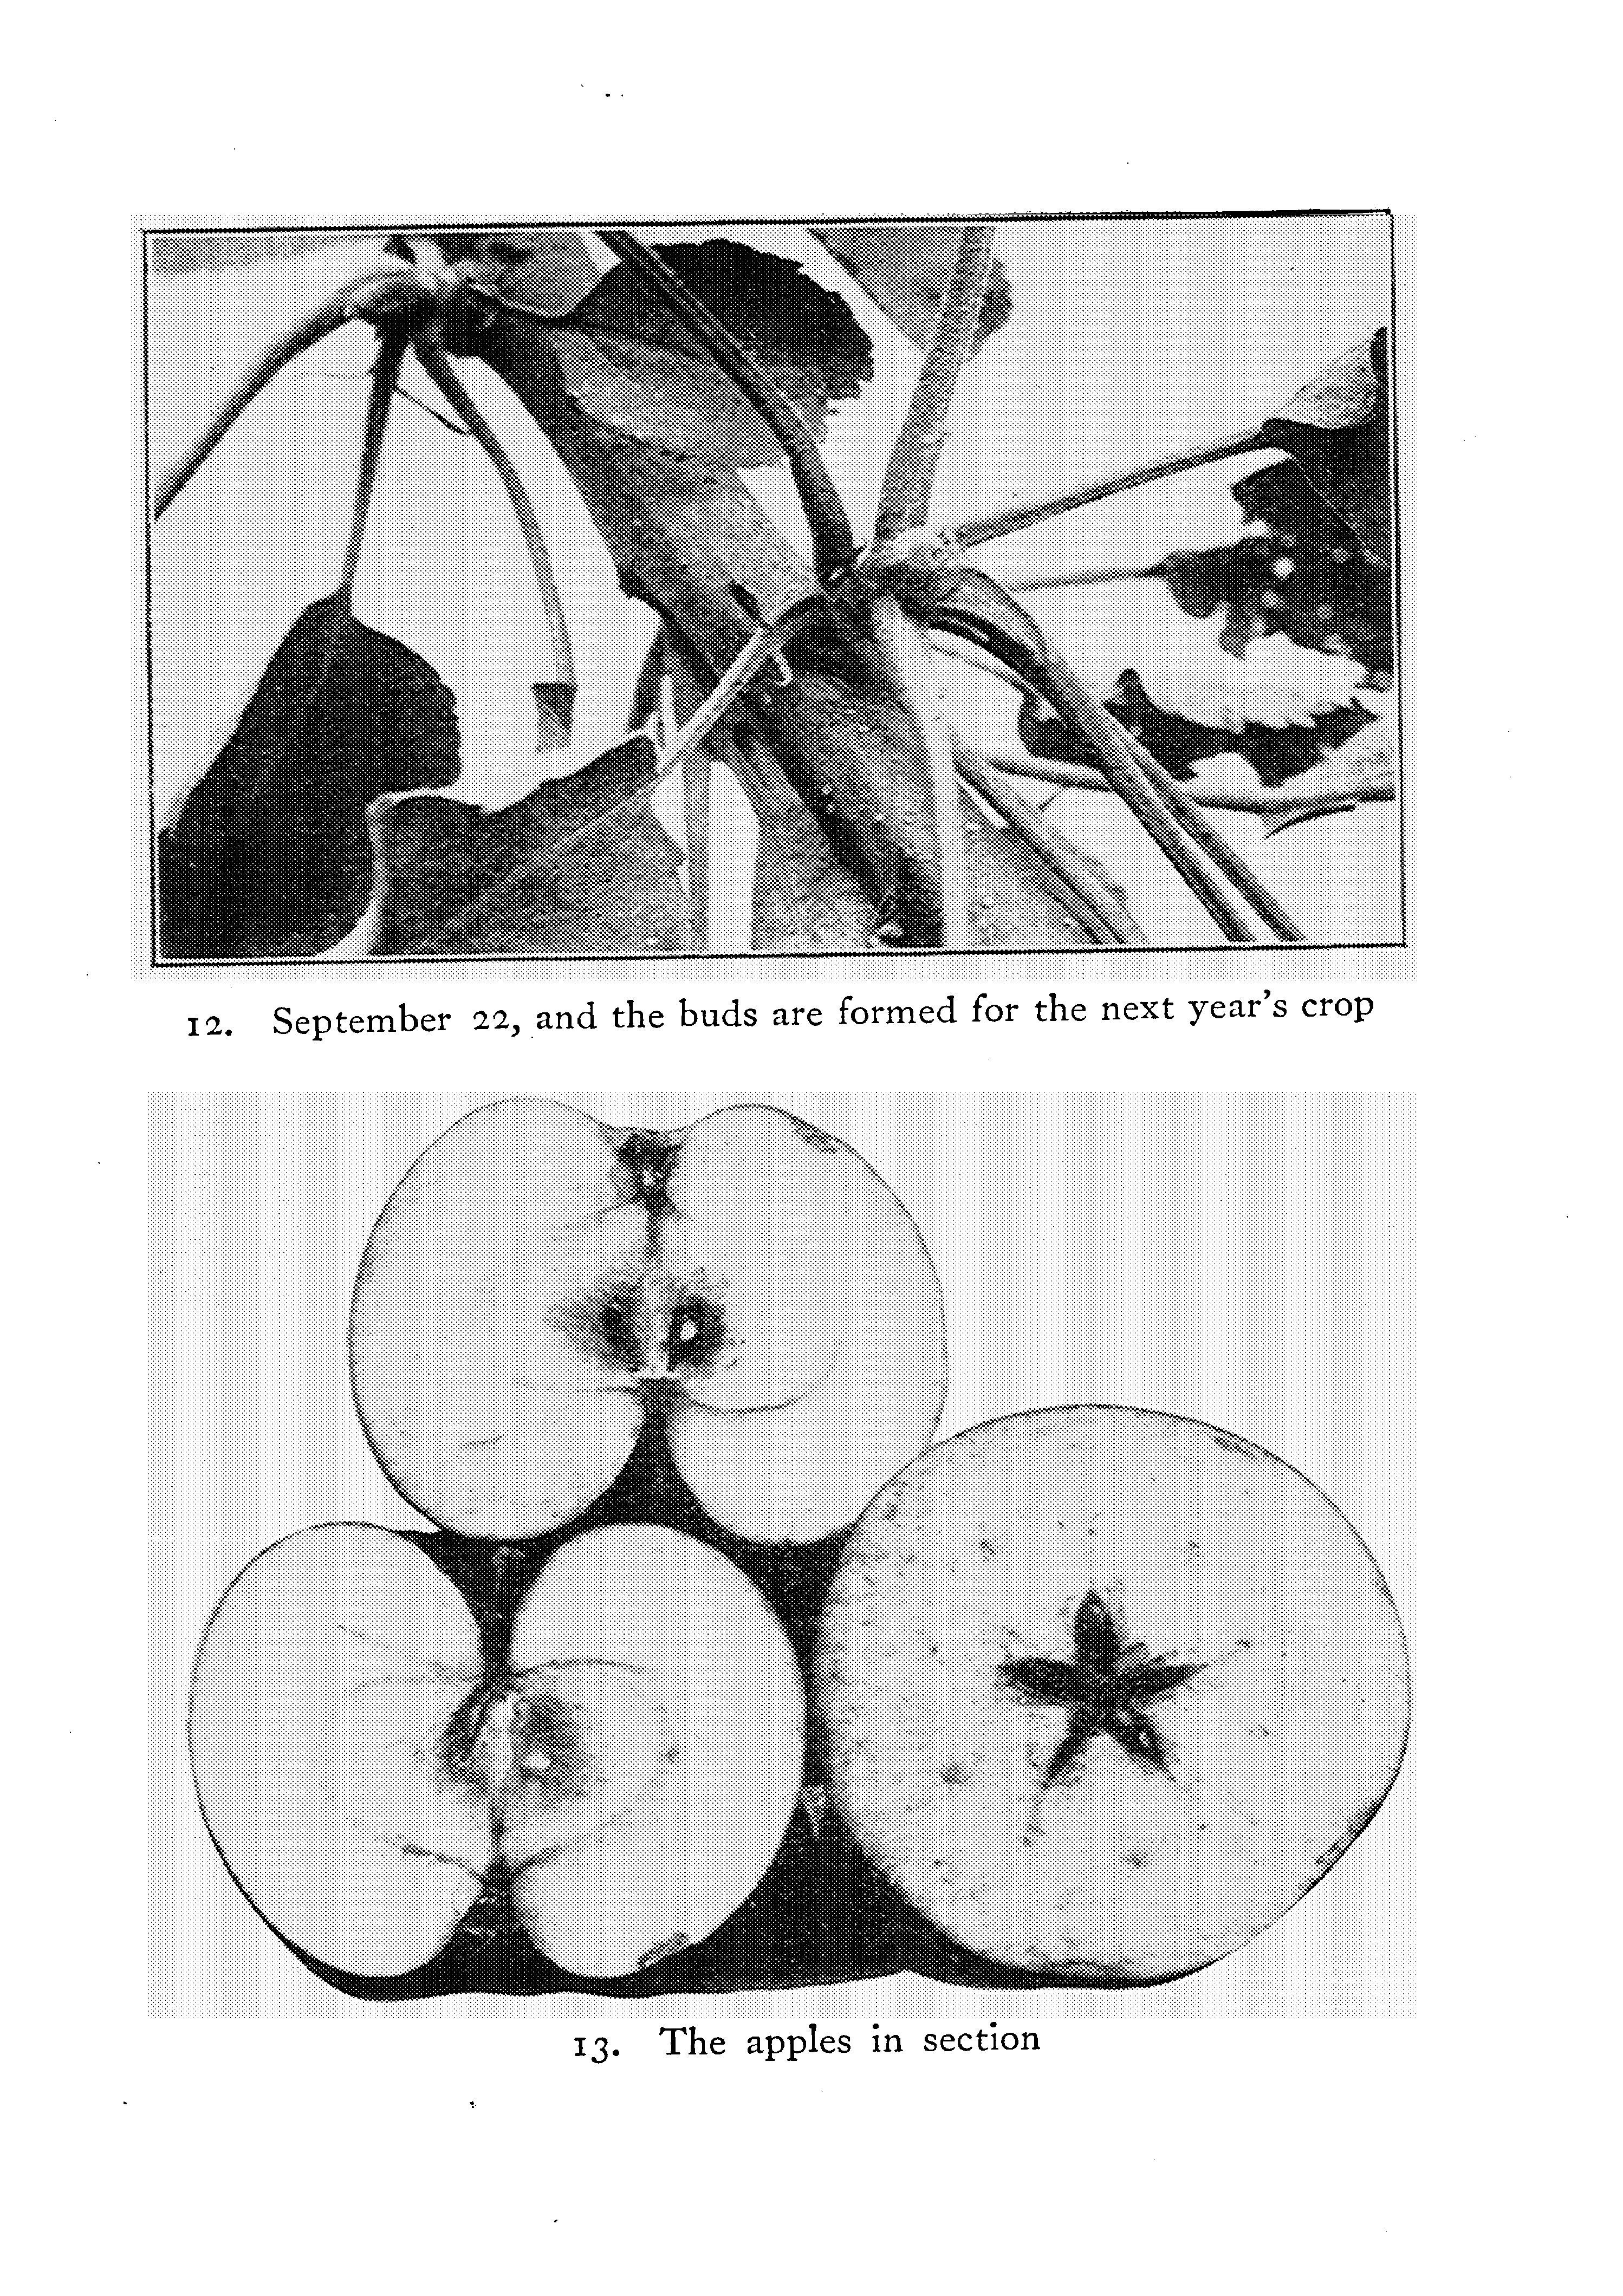 12. September 22, and the buds are formed for the next year's crop
13. The apples in section